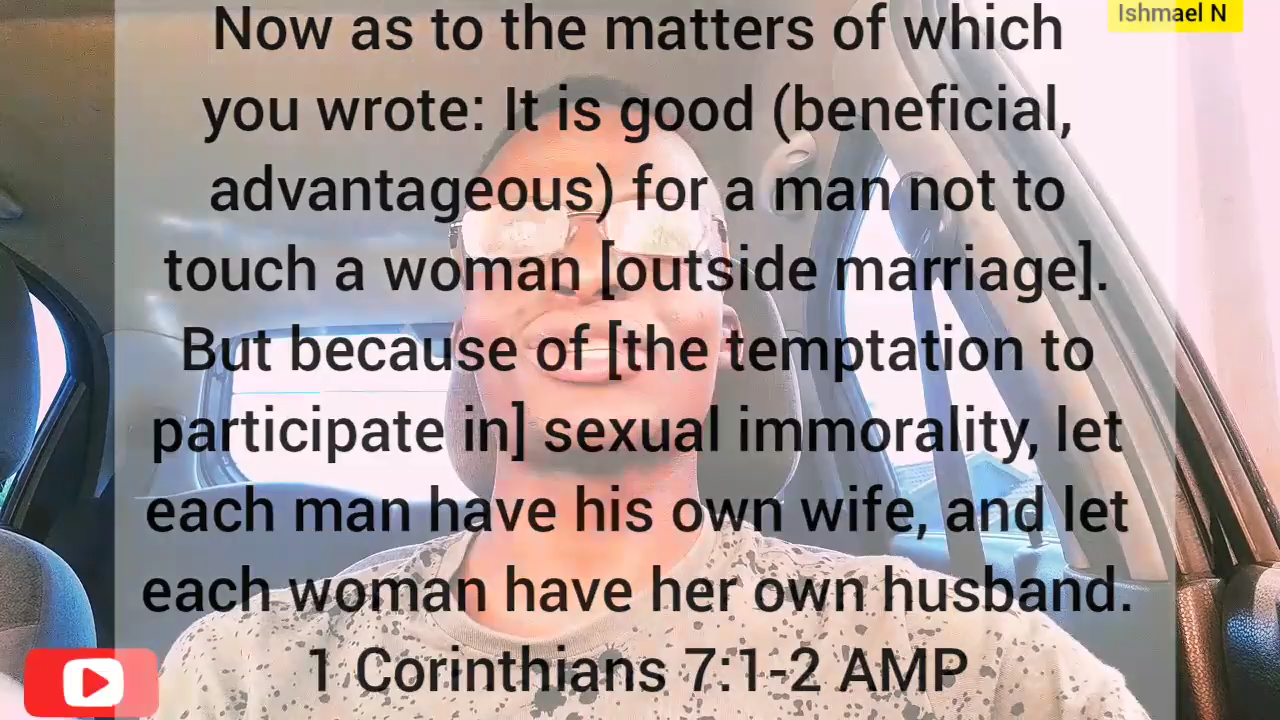 Ishmael N
Now as to the matters of which
you wrote: It is good (beneficial,
advantageous) for a man not to
touch a woman [outside marriage].
But because of [the temptation to
participate in] sexual immorality, let
each man have his own wife, and let
each woman have her own husband.
1 Corinthians 7:1-2 AMP